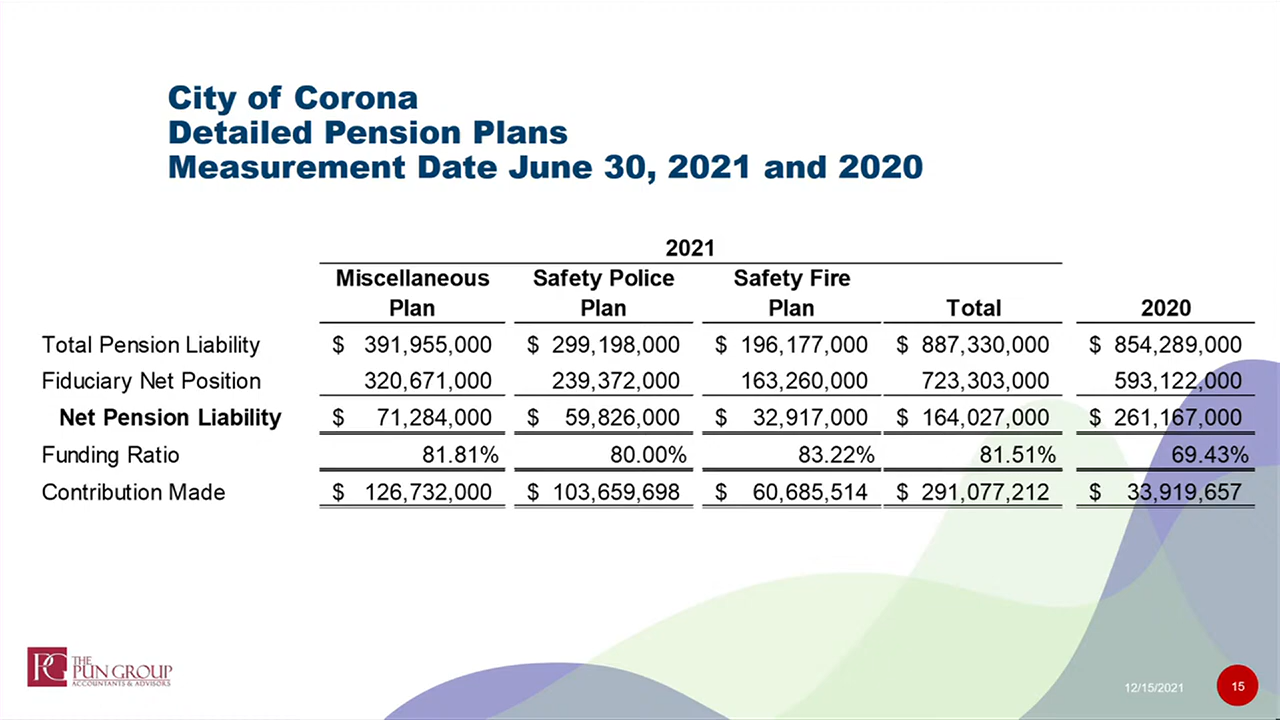 City of Corona
Detailed Pension Plans
Measurement Date June 30, 2021 and 2020
2021
Miscellaneous Plan Safety Police Plan Safety Fire Plan Total 2020
Total Pension Liability $ 391,955,000 $ 299,198,000 $ 196,177,000 $ 887,330,000 $ 854,289,000
Fiduciary Net Position 320,671,000 239,372,000 163,260,000 723,303,000 593,122,000
Net Pension Liability $ 71,284,000 $ 59,826,000 $ 32,917,000 $ 164,027,000 $ 261,167,000
Funding Ratio 81.81% 80.00% 83.22% 81.51% 69.43%
Contribution Made $ 126,732,000 $ 103,659,698 $ 60,685,514 $ 291,077,212 $ 33,919,657
PG THE
PUN GROUP
ACCOUNTANTS & ADVISORS
12/15/2021 15